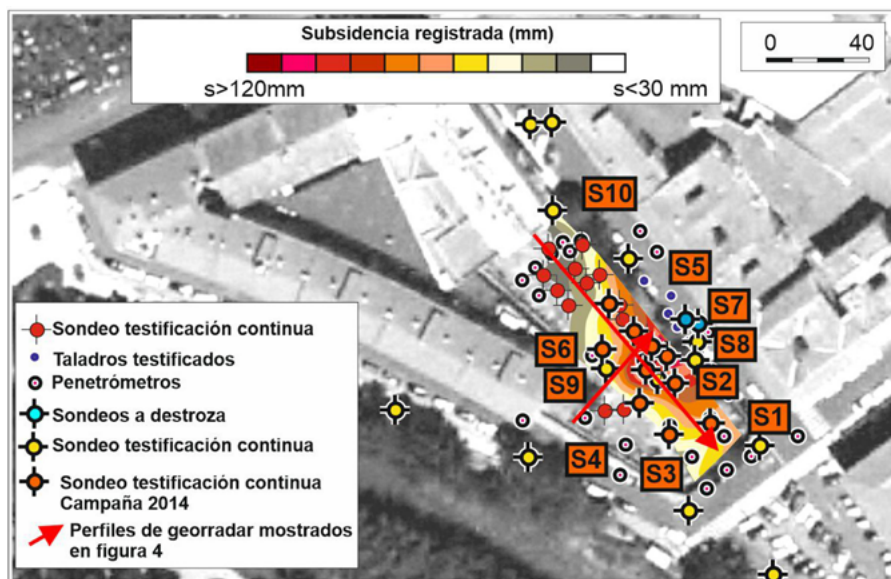 Subsidencia registrada (mm)
s>120mm
s<30 mm
0
40
S10
S5
S7
S8
S6
S9
S2
S1
S4
S3
Sondeo testificación continua
Taladros testificados
Penetrómetros
Sondeos a destroza
Sondeo testificación continua
Sondeo testificación continua
Campaña 2014
Perfiles de georradar mostrados
en figura 4